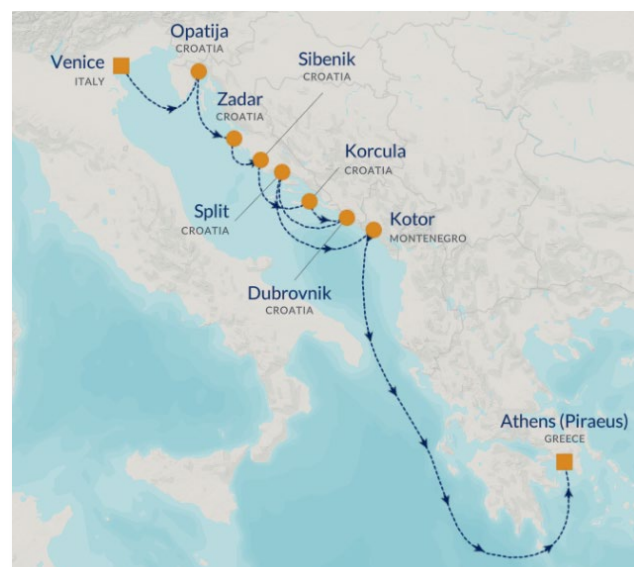 Venice
ITALY
Opatija
CROATIA
Sibenik
CROATIA
Zadar
CROATIA
Korcula
CROATIA
Split
CROATIA
Kotor
MONTENEGRO
Dubrovnik
CROATIA
Athens (Piraeus)
GREECE